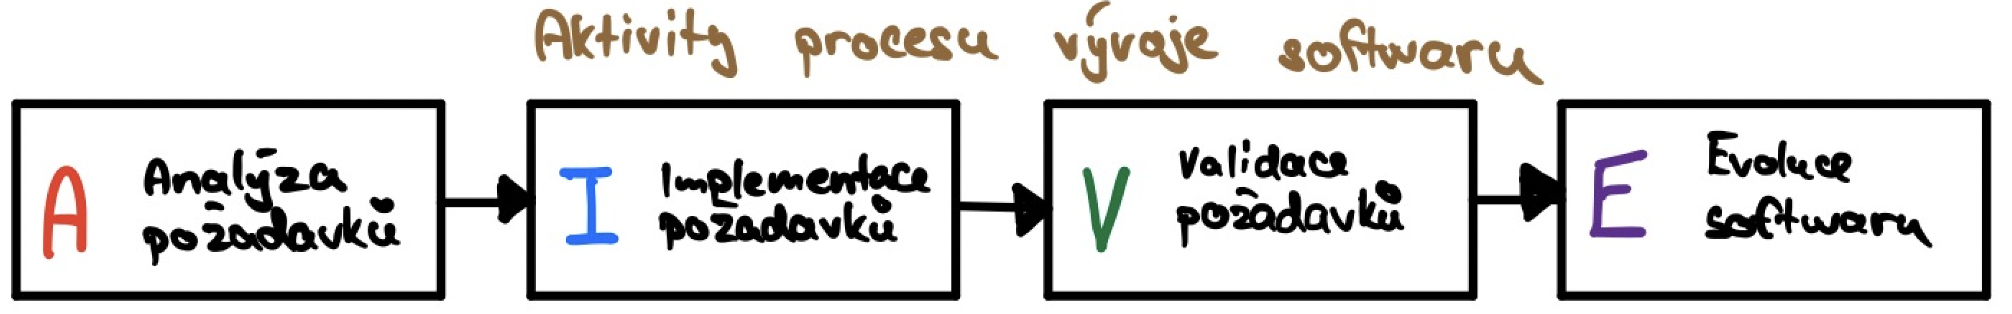 Aktivity procesu vývoje softwaru
A
Analýza
požadavků
I
Implementace
požadavků
V
Validace
požadavků
E
Evoluce
softwaru